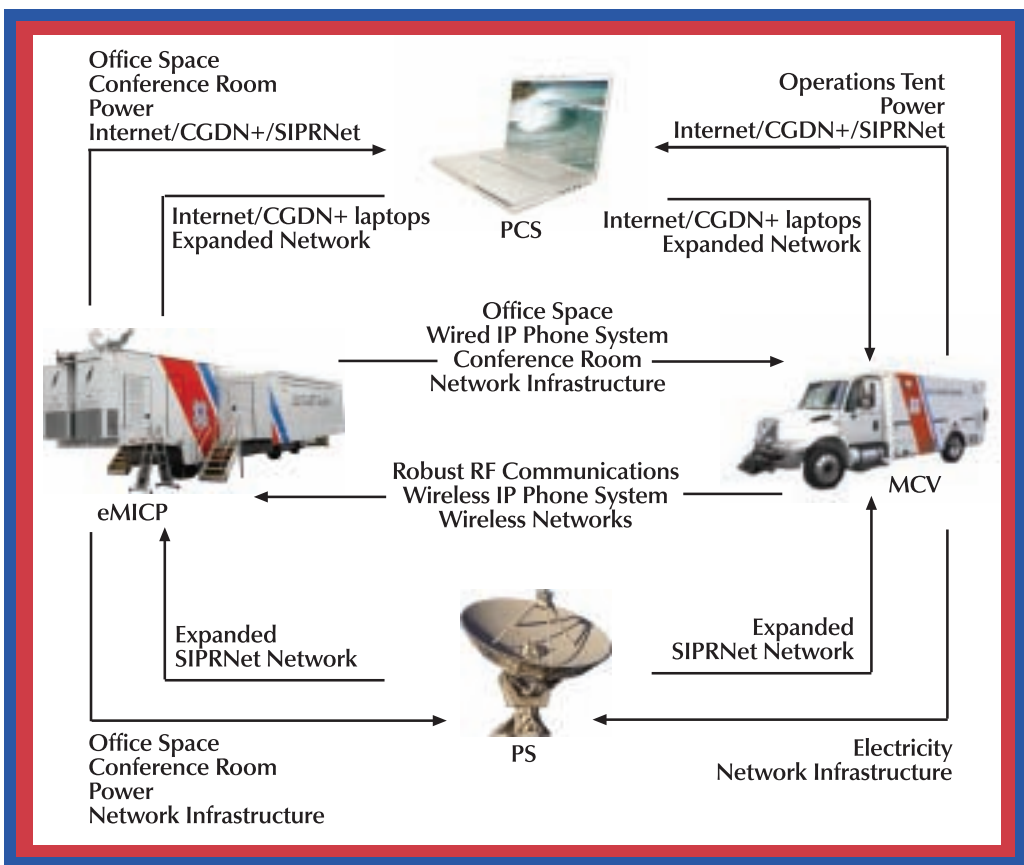 Office Space
Conference Room
Power
Internet/CGDN+/SIPRNet
Operations Tent
Power
Internet/CGDN+/SIPRNet
PCS
Internet/CGDN+ laptops
Expanded Network
Internet/CGDN+ laptops
Expanded Network
Office Space
Wired IP Phone System
Conference Room
Network Infrastructure
Robust RF Communications
Wireless IP Phone System
Wireless Networks
eMICP
MCV
Expanded
SIPRNet Network
Expanded
SIPRNet Network
PS
Office Space
Conference Room
Power
Network Infrastructure
Electricity
Network Infrastructure